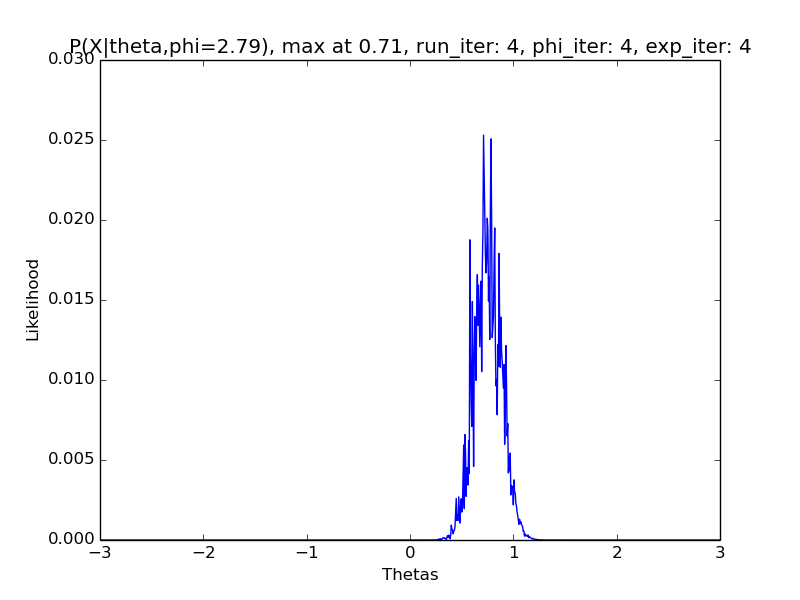 P(X|theta,phi=2.79), max at 0.71, run_iter: 4, phi_iter: 4, exp_iter: 4
0.030
0.025
0.020
0.015
0.010
0.005
0.000
Likelihood
−3 −2 −1 0 1 2 3
Thetas